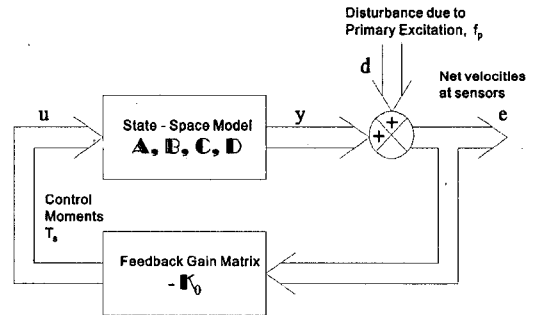 Disturbance due to
Primary Excitation, f_p
d
Net velocities
at sensors
u
State - Space Model
A, B, C, D
y
+
+
e
Control
Moments
T_s
Feedback Gain Matrix
- K_0